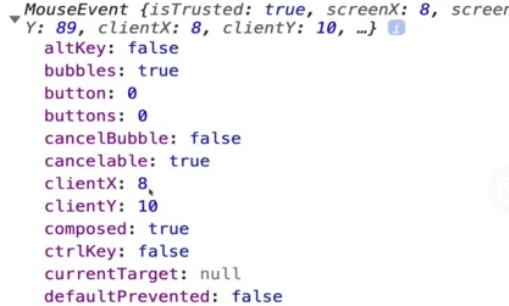 MouseEvent {isTrusted: true, screenX: 8, screen
Y: 89, clientX: 8, clientY: 10, …} i
altKey: false
bubbles: true
button: 0
buttons: 0
cancelBubble: false
cancelable: true
clientX: 8
clientY: 10
composed: true
ctrlKey: false
currentTarget: null
defaultPrevented: false